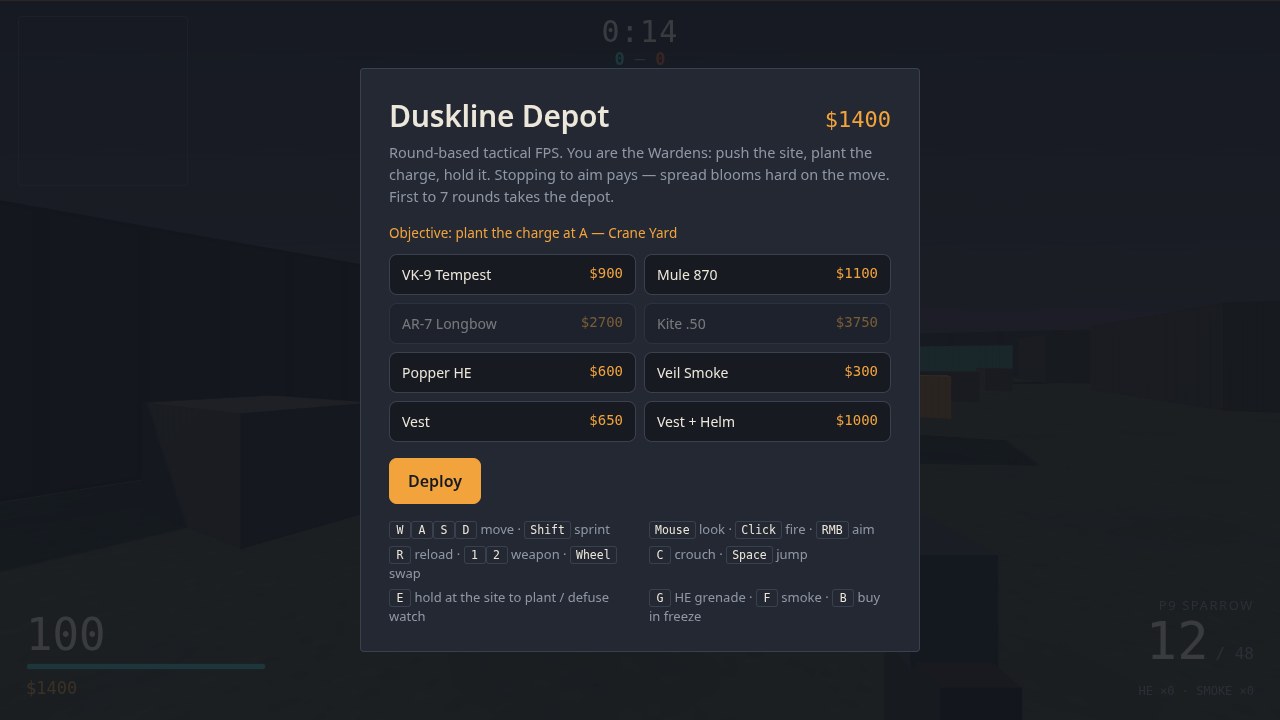 0:14
0 — 0
Duskline Depot
$1400
Round-based tactical FPS. You are the Wardens: push the site, plant the
charge, hold it. Stopping to aim pays — spread blooms hard on the move.
First to 7 rounds takes the depot.
Objective: plant the charge at A — Crane Yard
VK-9 Tempest $900
Mule 870 $1100
AR-7 Longbow $2700
Kite .50 $3750
Popper HE $600
Veil Smoke $300
Vest $650
Vest + Helm $1000
Deploy
W A S D move · Shift sprint
Mouse look · Click fire · RMB aim
R reload · 1 2 weapon · Wheel
swap
C crouch · Space jump
E hold at the site to plant / defuse
watch
G HE grenade · F smoke · B buy
in freeze
100
$1400
P9 SPARROW
12 / 48
HE ×0 · SMOKE ×0